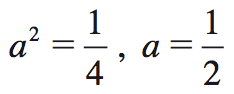 a² = 1/4 , a = 1/2